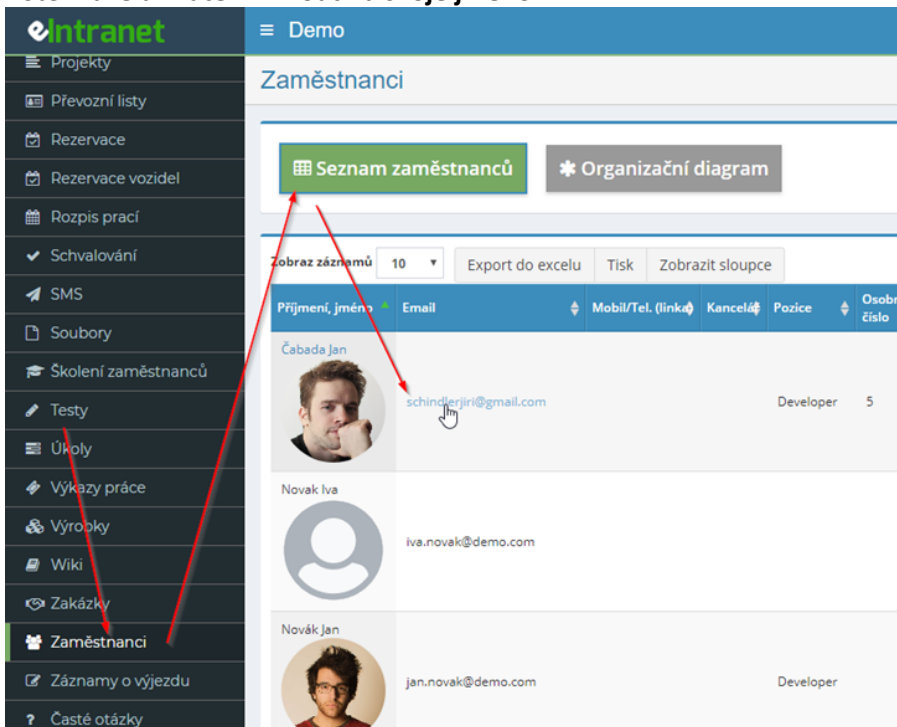 eIntranet
Demo
Projekty
Zaměstnanci
Převozní listy
Rezervace
Seznam zaměstnanců
Organizační diagram
Rezervace vozidel
Rozpis prací
Schvalování
Zobraz záznamů 10 Export do excelu Tisk Zobrazit sloupce
SMS
Příjmení, jméno Email Mobil/Tel. (linka) Kancelář Pozice Osobn
číslo
Soubory
Čabada Jan
Školení zaměstnanců
schindlerjiri@gmail.com Developer 5
Testy
Úkoly
Výkazy práce
Novak Iva
Výrobky
iva.novak@demo.com
Wiki
Zakázky
Novák Jan
Zaměstnanci
Záznamy o výjezdu
jan.novak@demo.com Developer
Časté otázky